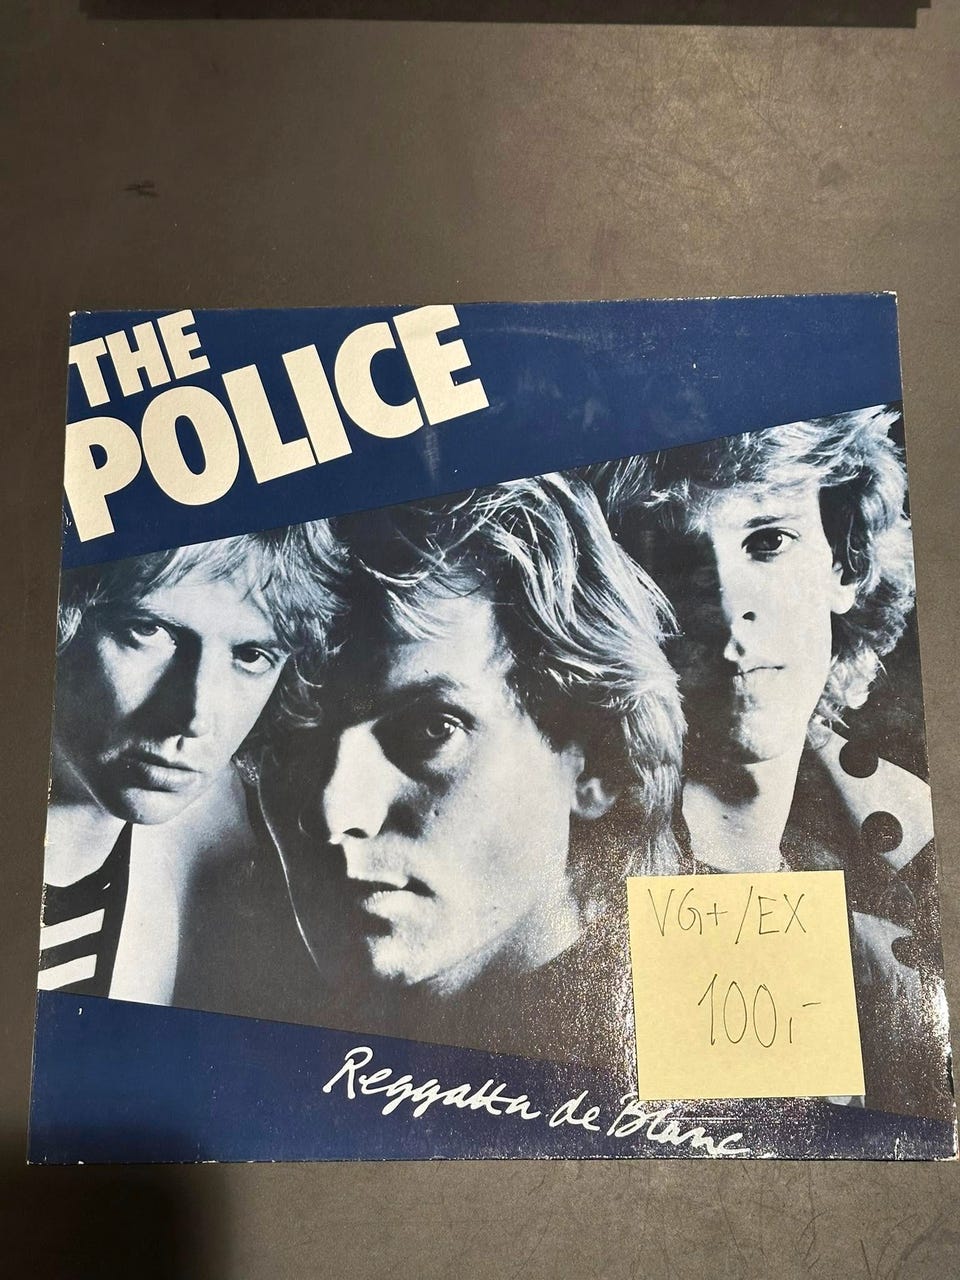 THE
POLICE
VG+/EX
100,-
Reggatta de Blanc